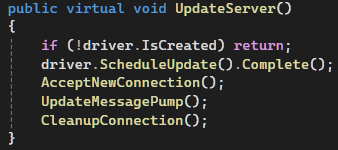 public virtual void UpdateServer()
{
if (!driver.IsCreated) return;
driver.ScheduleUpdate().Complete();
AcceptNewConnection();
UpdateMessagePump();
CleanupConnection();
}